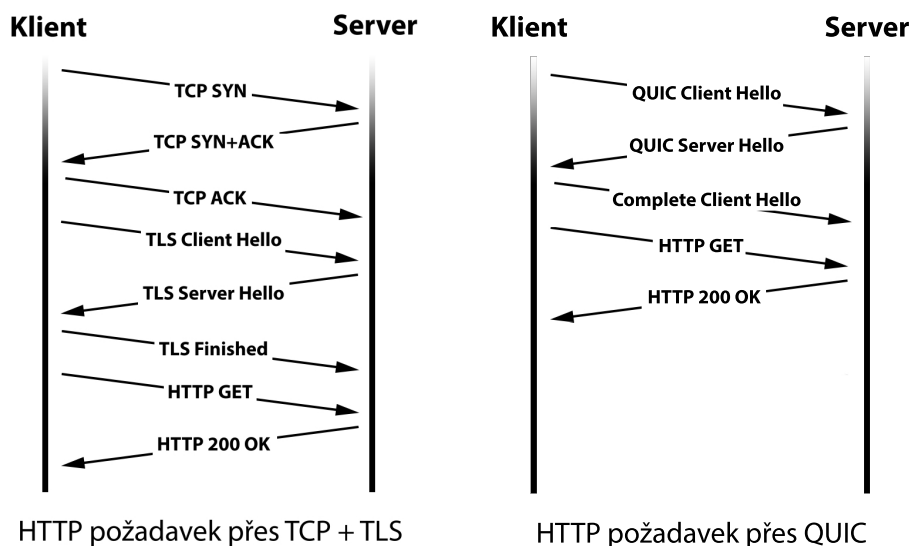 Klient
Server
TCP SYN
TCP SYN+ACK
TCP ACK
TLS Client Hello
TLS Server Hello
TLS Finished
HTTP GET
HTTP 200 OK
HTTP požadavek přes TCP + TLS
Klient
Server
QUIC Client Hello
QUIC Server Hello
Complete Client Hello
HTTP GET
HTTP 200 OK
HTTP požadavek přes QUIC